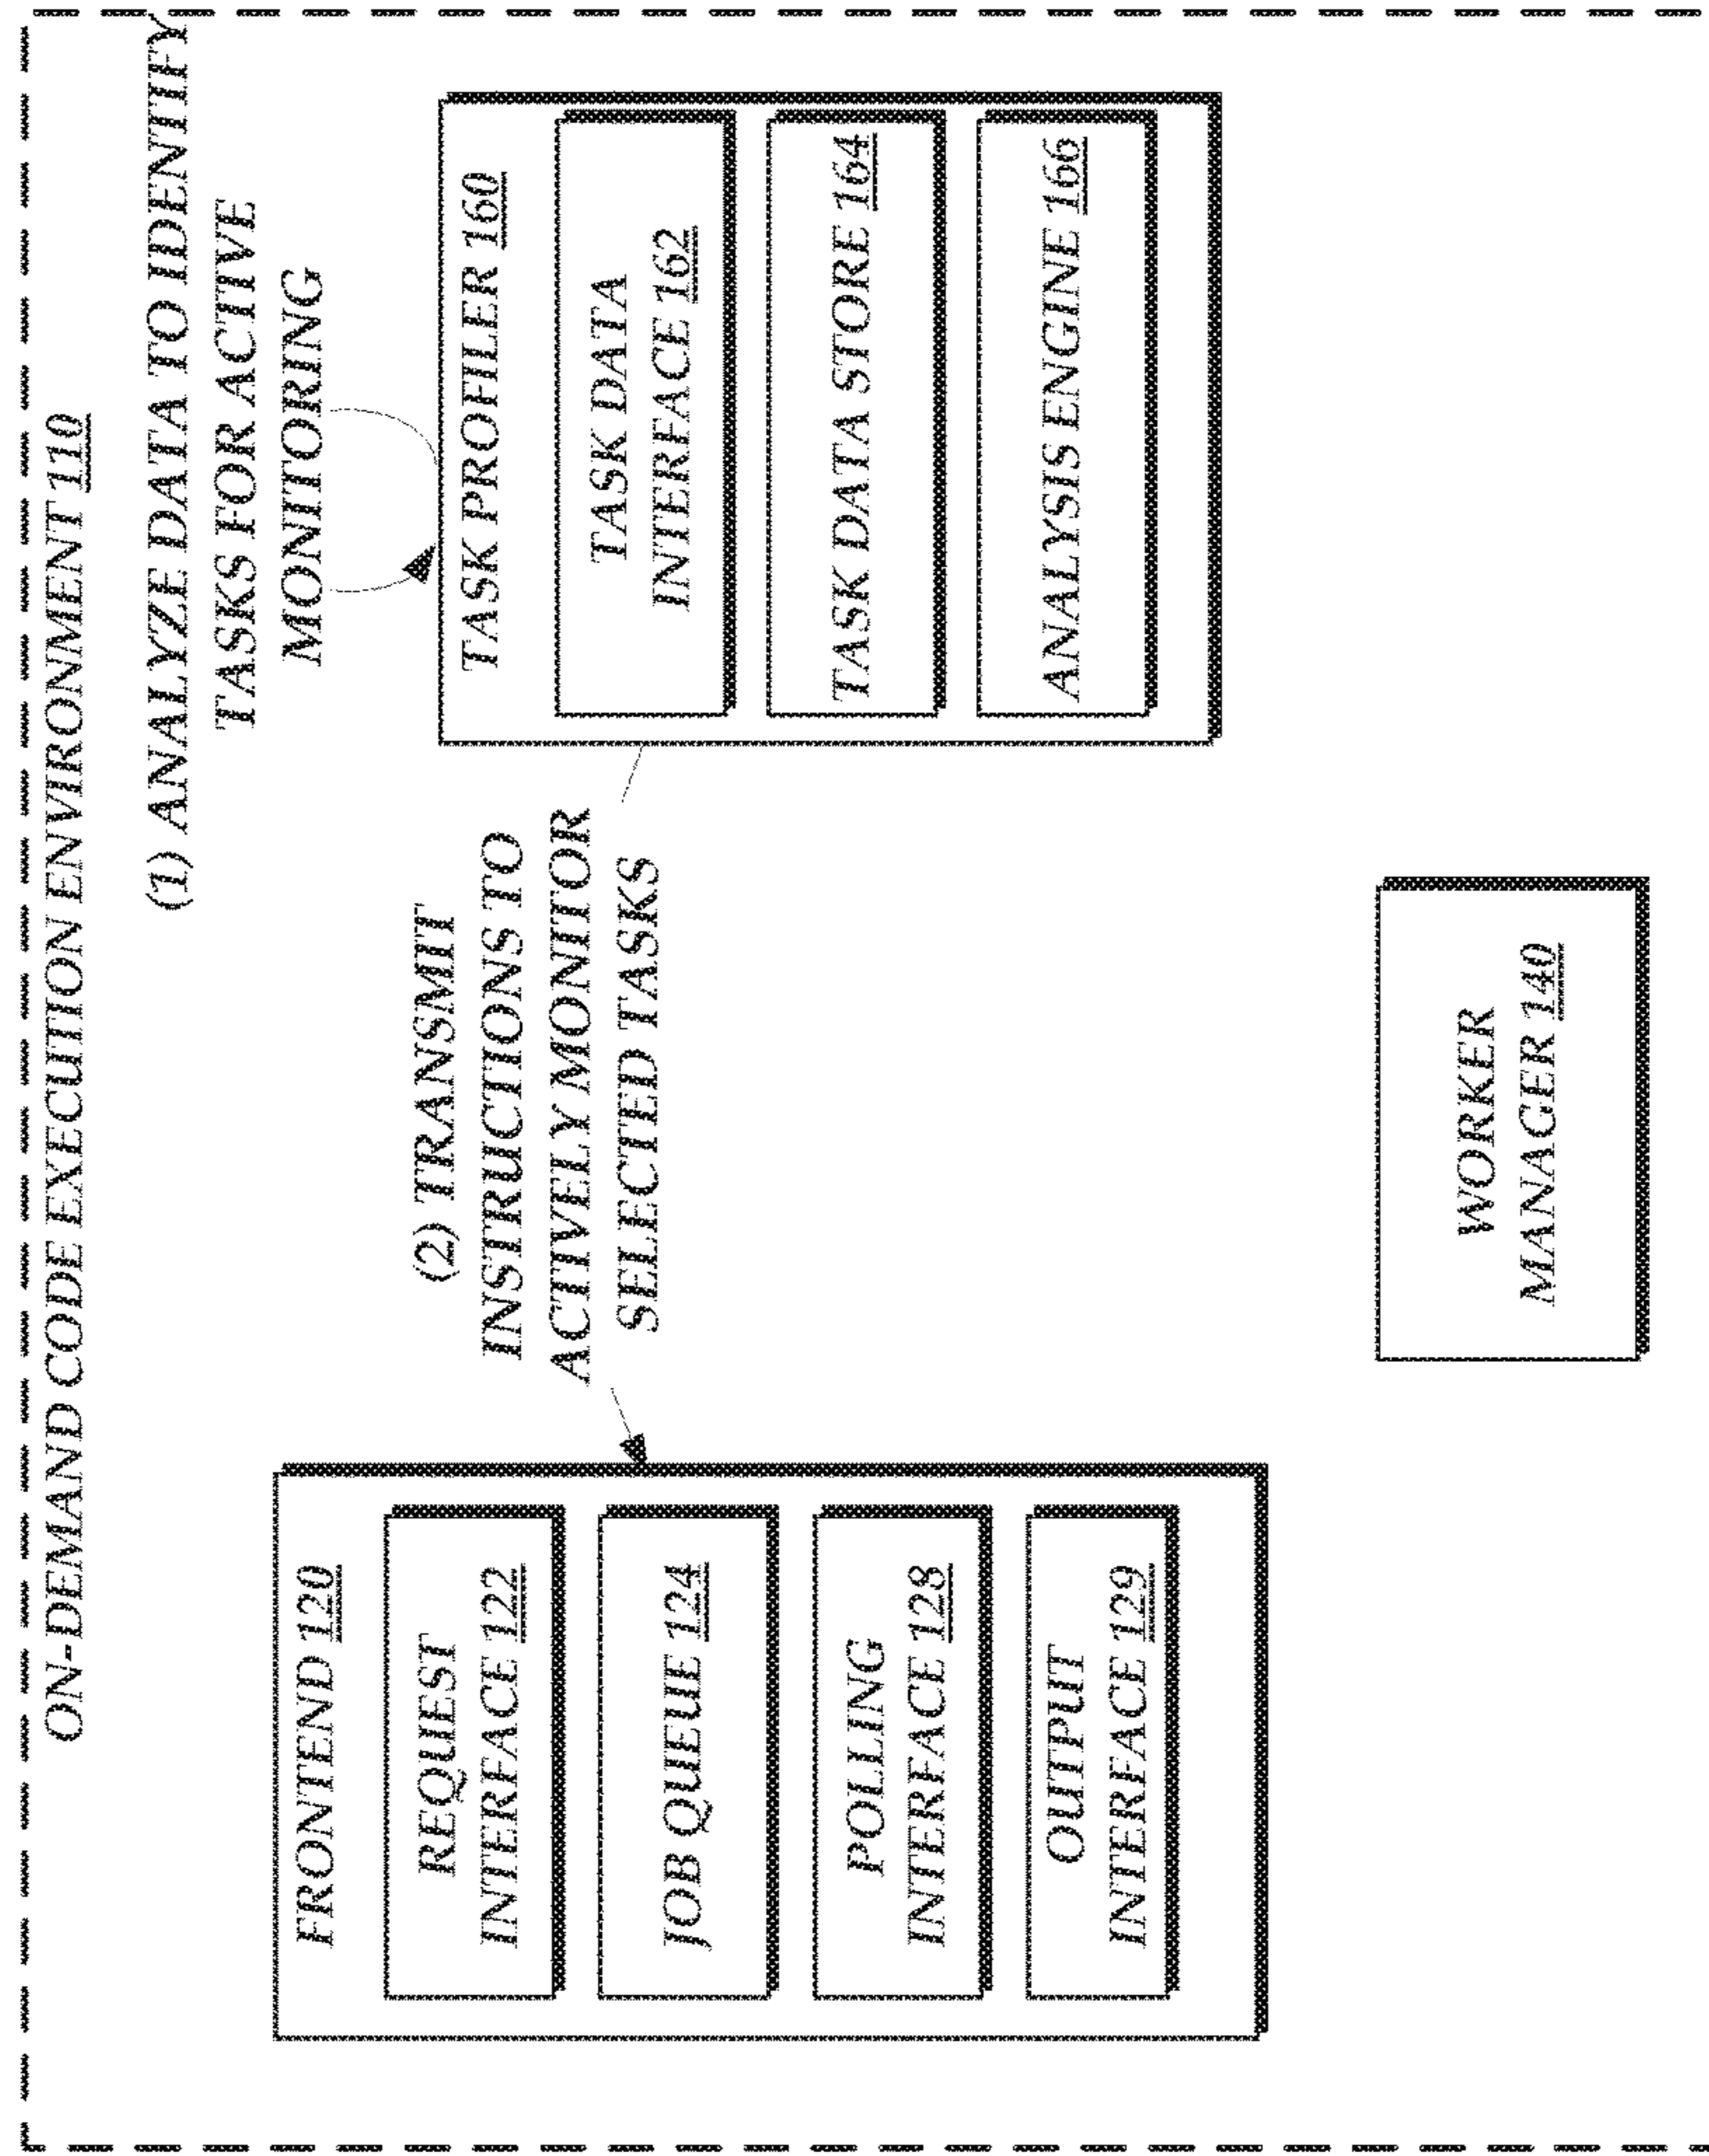 ON-DEMAND CODE EXECUTION ENVIRONMENT 110
(1) ANALYZE DATA TO IDENTIFY
TASKS FOR ACTIVE
MONITORING
FRONTEND 120
REQUEST
INTERFACE 122
JOB QUEUE 124
POLLING
INTERFACE 128
OUTPUT
INTERFACE 129
(2) TRANSMIT
INSTRUCTIONS TO
ACTIVELY MONITOR
SELECTED TASKS
TASK PROFILER 160
TASK DATA
INTERFACE 162
TASK DATA STORE 164
ANALYSIS ENGINE 166
WORKER
MANAGER 140